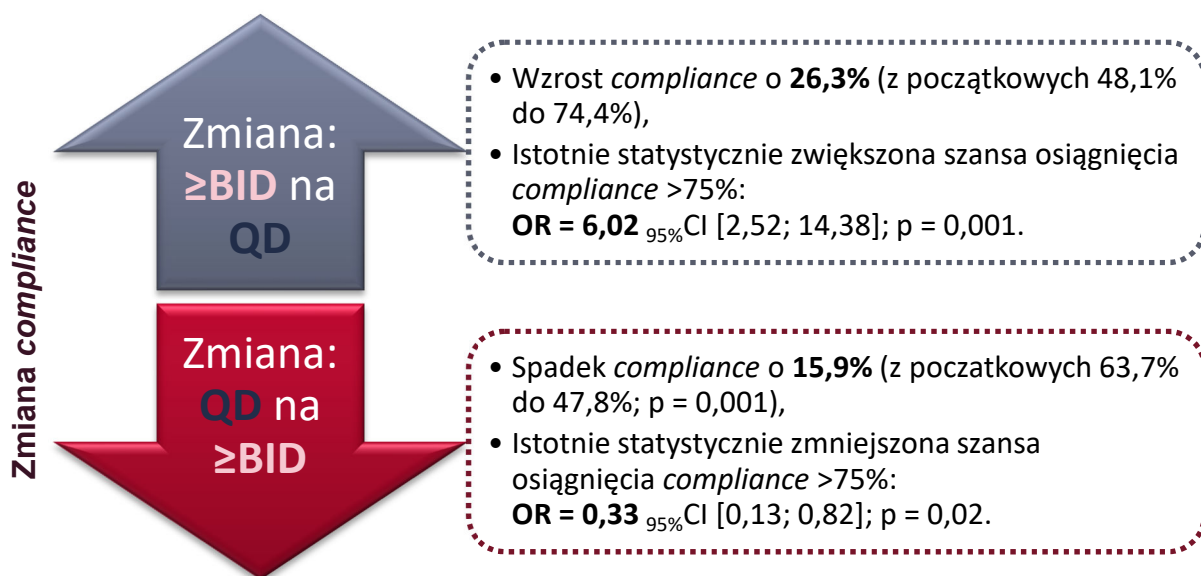 Zmiana compliance
Zmiana:
≥BID na
QD
• Wzrost compliance o 26,3% (z początkowych 48,1%
do 74,4%),
• Istotnie statystycznie zwiększona szansa osiągnięcia
compliance >75%:
OR = 6,02 95%CI [2,52; 14,38]; p = 0,001.
Zmiana:
QD na
≥BID
• Spadek compliance o 15,9% (z poczatkowych 63,7%
do 47,8%; p = 0,001),
• Istotnie statystycznie zmniejszona szansa
osiągnięcia compliance >75%:
OR = 0,33 95%CI [0,13; 0,82]; p = 0,02.